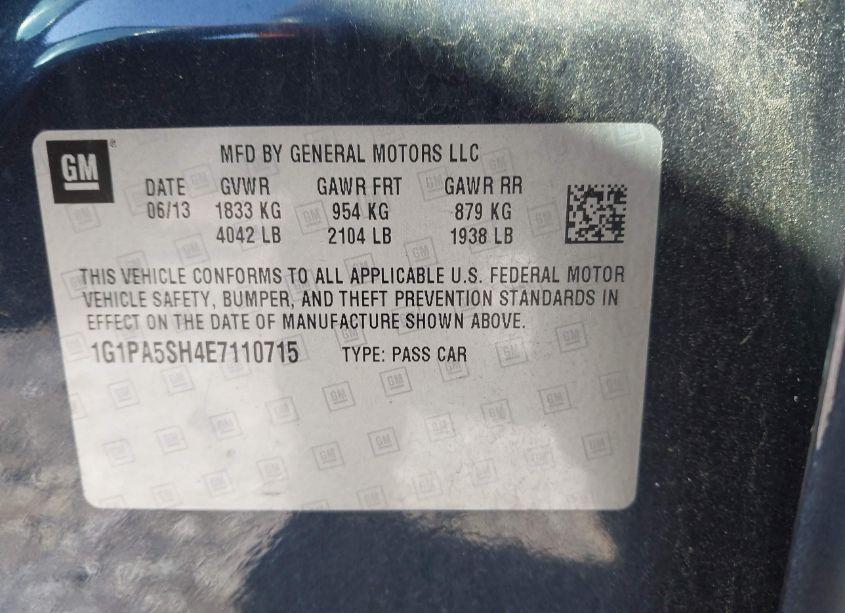 GM
MFD BY GENERAL MOTORS LLC
DATE GVWR GAWR FRT GAWR RR
06/13 1833 KG 954 KG 879 KG
4042 LB 2104 LB 1938 LB
THIS VEHICLE CONFORMS TO ALL APPLICABLE U.S. FEDERAL MOTOR
VEHICLE SAFETY, BUMPER, AND THEFT PREVENTION STANDARDS IN
EFFECT ON THE DATE OF MANUFACTURE SHOWN ABOVE.
1G1PA5SH4E7110715 TYPE: PASS CAR